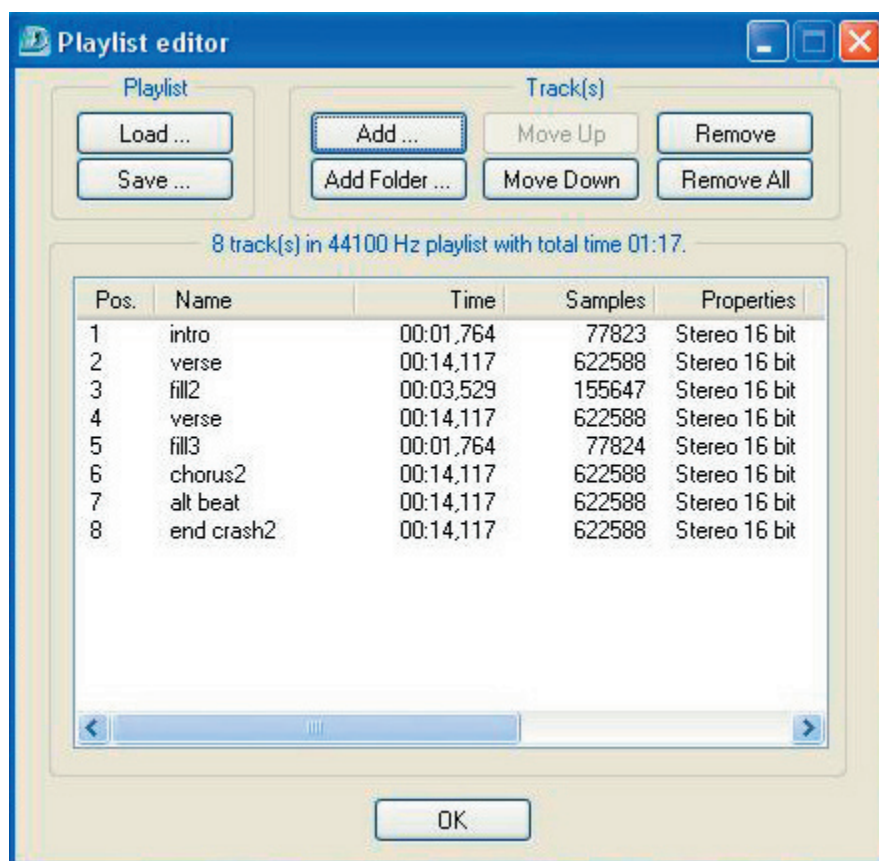 Playlist editor
Playlist Track(s)
Load ... Add ... Move Up Remove
Save ... Add Folder ... Move Down Remove All
8 track(s) in 44100 Hz playlist with total time 01:17.
Pos. Name Time Samples Properties
1 intro 00:01,764 77823 Stereo 16 bit
2 verse 00:14,117 622588 Stereo 16 bit
3 fill2 00:03,529 155647 Stereo 16 bit
4 verse 00:14,117 622588 Stereo 16 bit
5 fill3 00:01,764 77824 Stereo 16 bit
6 chorus2 00:14,117 622588 Stereo 16 bit
7 alt beat 00:14,117 622588 Stereo 16 bit
8 end crash2 00:14,117 622588 Stereo 16 bit
OK